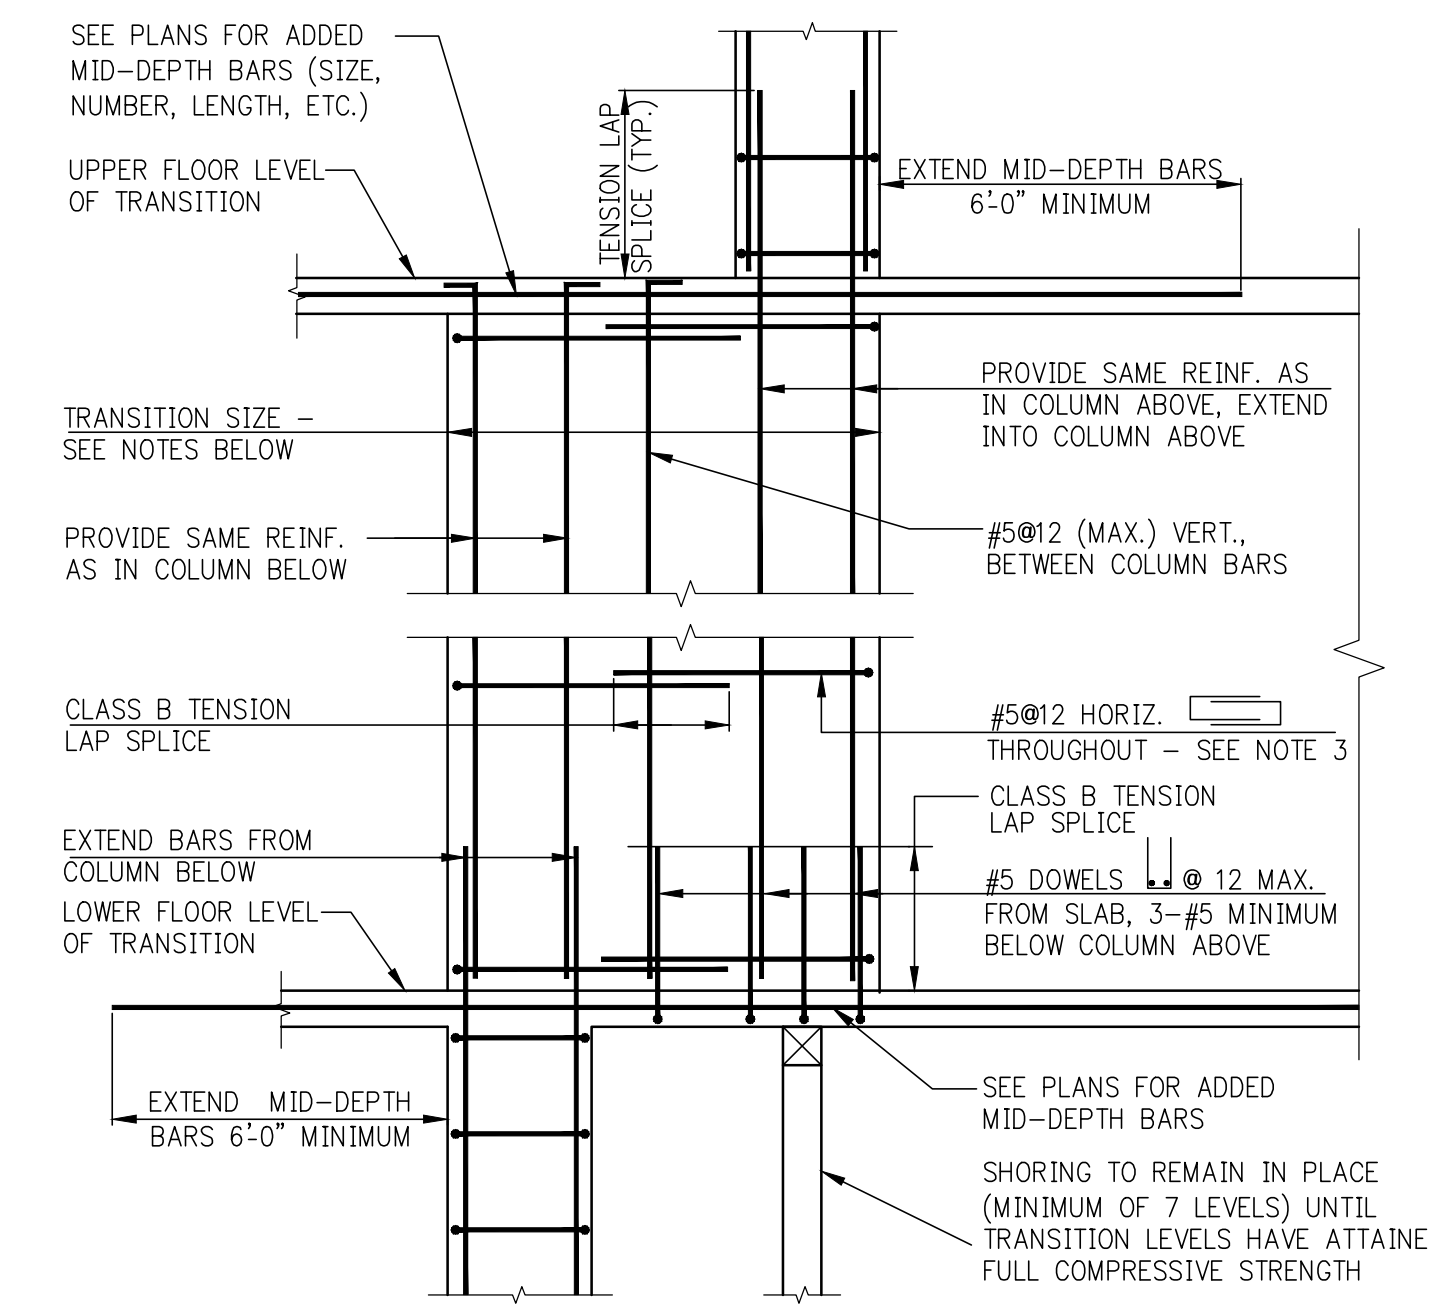 SEE PLANS FOR ADDED
MID-DEPTH BARS (SIZE,
NUMBER, LENGTH, ETC.)
UPPER FLOOR LEVEL
OF TRANSITION
TENSION LAP
SPLICE (TYP.)
EXTEND MID-DEPTH BARS
6'-0" MINIMUM
TRANSITION SIZE -
SEE NOTES BELOW
PROVIDE SAME REINF. AS
IN COLUMN ABOVE, EXTEND
INTO COLUMN ABOVE
PROVIDE SAME REINF.
AS IN COLUMN BELOW
#5@12 (MAX.) VERT.,
BETWEEN COLUMN BARS
CLASS B TENSION
LAP SPLICE
#5@12 HORIZ.
THROUGHOUT - SEE NOTE 3
CLASS B TENSION
LAP SPLICE
EXTEND BARS FROM
COLUMN BELOW
#5 DOWELS @ 12 MAX.
FROM SLAB, 3-#5 MINIMUM
BELOW COLUMN ABOVE
LOWER FLOOR LEVEL
OF TRANSITION
EXTEND MID-DEPTH
BARS 6'-0" MINIMUM
SEE PLANS FOR ADDED
MID-DEPTH BARS
SHORING TO REMAIN IN PLACE
(MINIMUM OF 7 LEVELS) UNTIL
TRANSITION LEVELS HAVE ATTAINE
FULL COMPRESSIVE STRENGTH